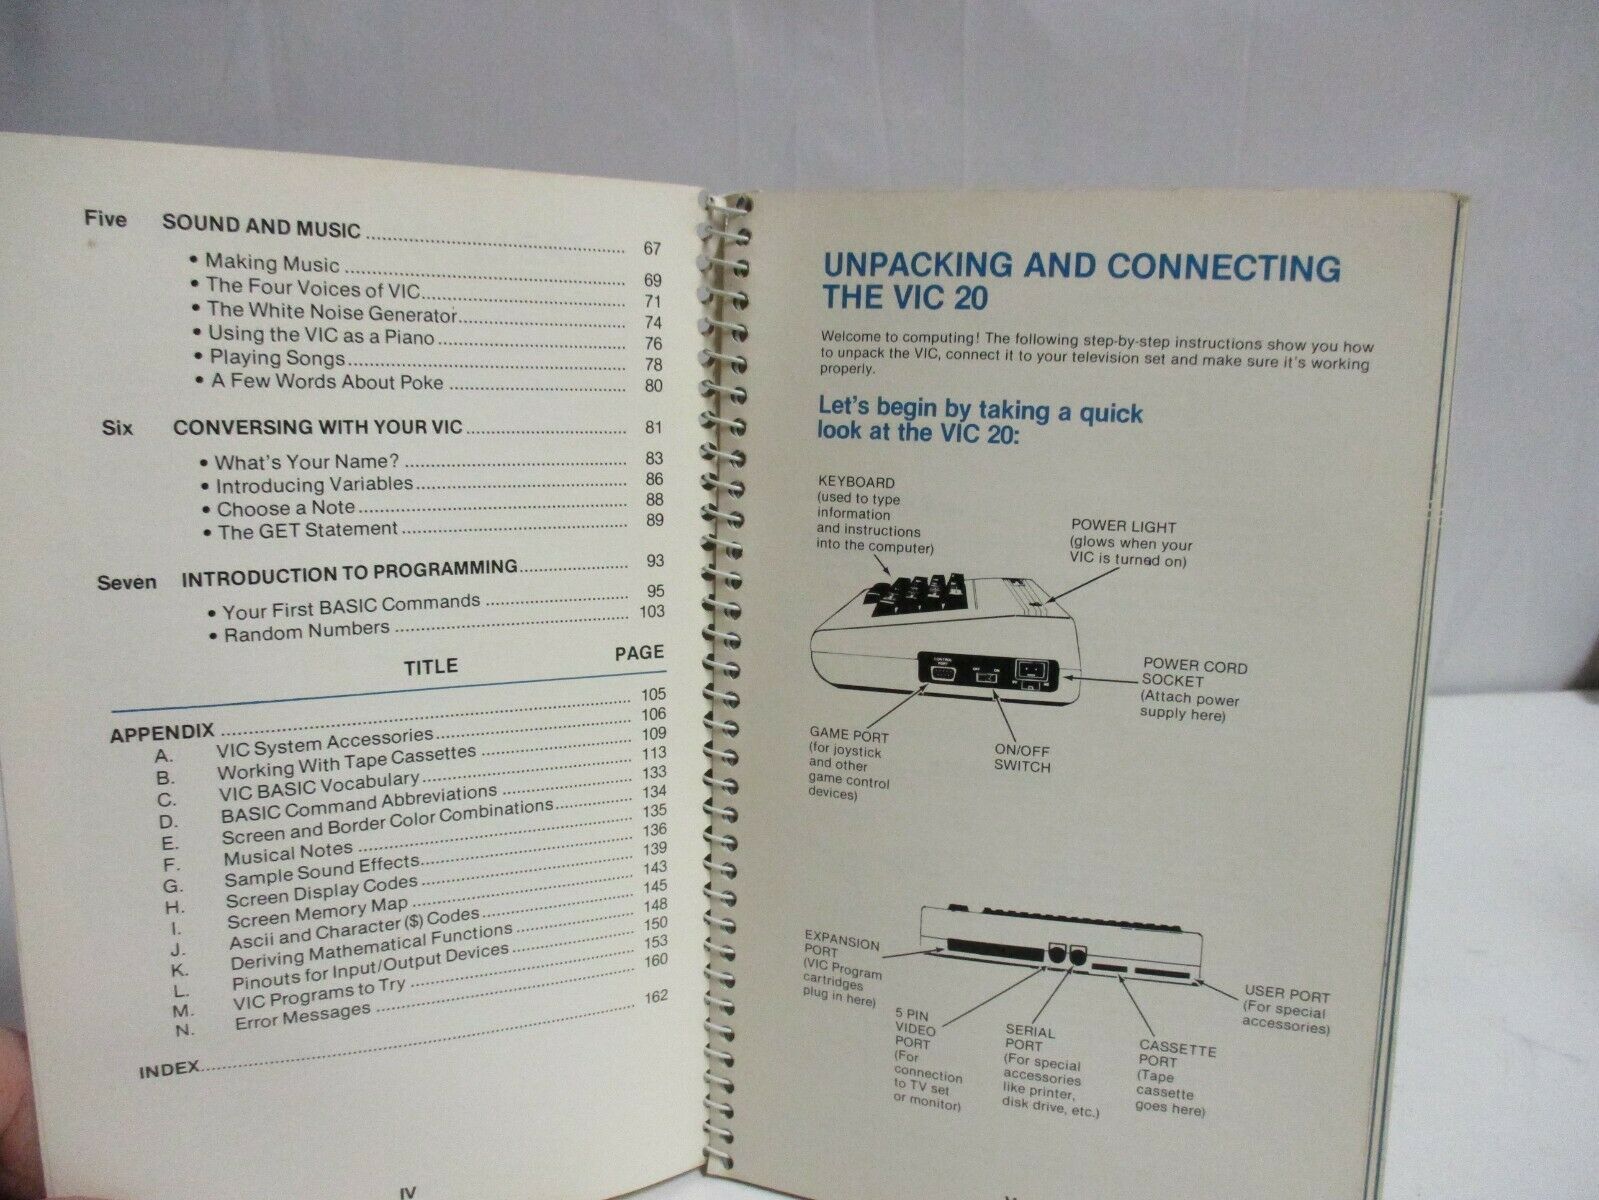 Five SOUND AND MUSIC ........ 67
• Making Music ........ 69
• The Four Voices of VIC ........ 71
• The White Noise Generator ........ 74
• Using the VIC as a Piano ........ 76
• Playing Songs ........ 78
• A Few Words About Poke ........ 80
Six CONVERSING WITH YOUR VIC ........ 81
• What's Your Name? ........ 83
• Introducing Variables ........ 86
• Choose a Note ........ 88
• The GET Statement ........ 89
Seven INTRODUCTION TO PROGRAMMING ........ 93
• Your First BASIC Commands ........ 95
• Random Numbers ........ 103
TITLE PAGE
APPENDIX ........ 105
A. VIC System Accessories ........ 106
B. Working With Tape Cassettes ........ 109
C. VIC BASIC Vocabulary ........ 113
D. BASIC Command Abbreviations ........ 133
E. Screen and Border Color Combinations ........ 134
F. Musical Notes ........ 135
G. Sample Sound Effects ........ 136
H. Screen Display Codes ........ 139
I. Screen Memory Map ........ 143
J. Ascii and Character ($) Codes ........ 145
K. Deriving Mathematical Functions ........ 148
L. Pinouts for Input/Output Devices ........ 150
M. VIC Programs to Try ........ 153
N. Error Messages ........ 160
INDEX ........ 162
IV
UNPACKING AND CONNECTING
THE VIC 20
Welcome to computing! The following step-by-step instructions show you how
to unpack the VIC, connect it to your television set and make sure it's working
properly.
Let's begin by taking a quick
look at the VIC 20:
KEYBOARD
(used to type
information
and instructions
into the computer)
POWER LIGHT
(glows when your
VIC is turned on)
CONTROL
PORT
OFF ON
POWER CORD
SOCKET
(Attach power
supply here)
GAME PORT
(for joystick
and other
game control
devices)
ON/OFF
SWITCH
EXPANSION
PORT
(VIC Program
cartridges
plug in here)
5 PIN
VIDEO
PORT
(For
connection
to TV set
or monitor)
SERIAL
PORT
(For special
accessories
like printer,
disk drive, etc.)
CASSETTE
PORT
(Tape
cassette
goes here)
USER PORT
(For special
accessories)